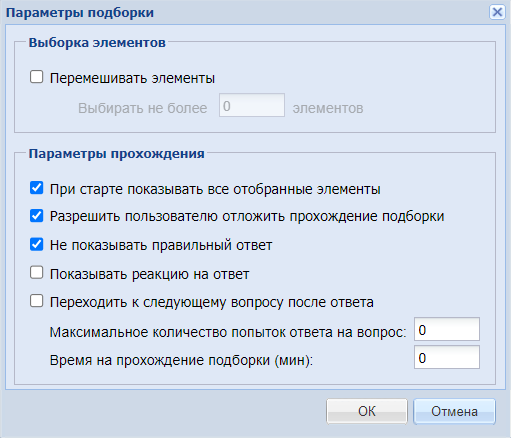 Параметры подборки
Выборка элементов
Перемешивать элементы
Выбирать не более 0 элементов
Параметры прохождения
При старте показывать все отобранные элементы
Разрешить пользователю отложить прохождение подборки
Не показывать правильный ответ
Показывать реакцию на ответ
Переходить к следующему вопросу после ответа
Максимальное количество попыток ответа на вопрос: 0
Время на прохождение подборки (мин): 0
ОК Отмена